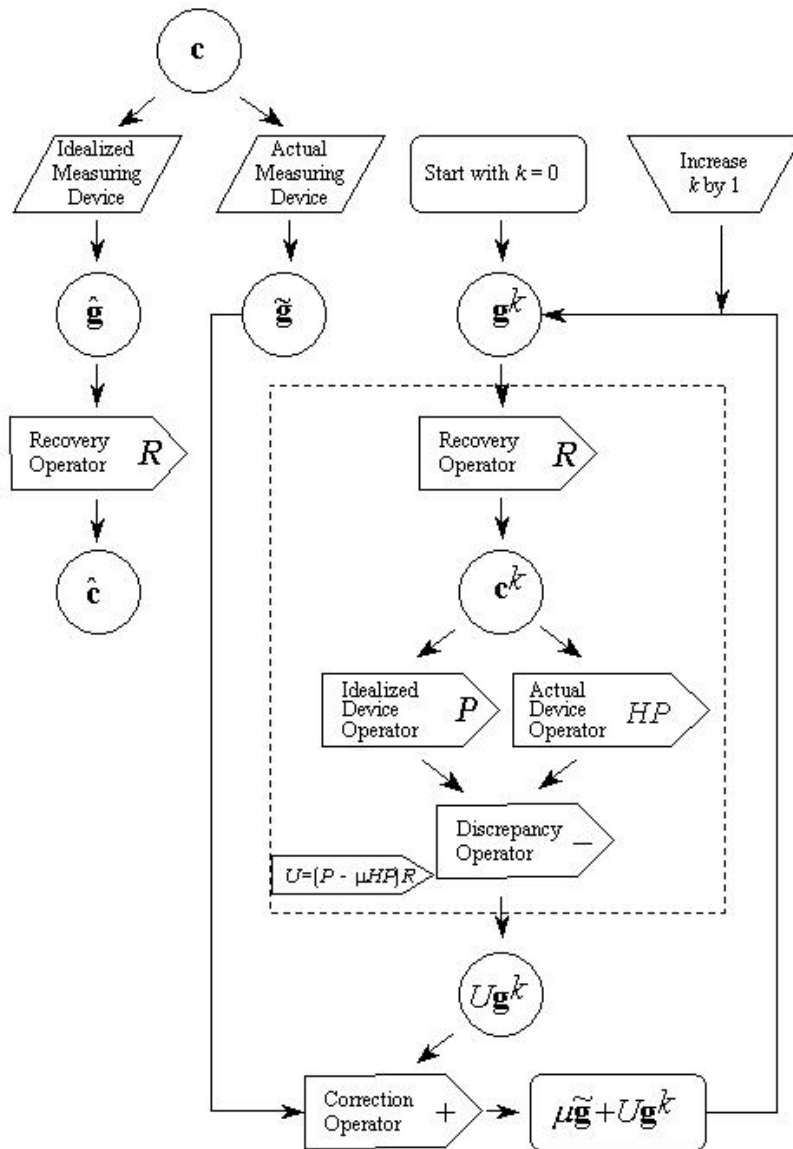 c
Idealized
Measuring
Device
Actual
Measuring
Device
Start with k = 0
Increase
k by 1
ĝ
g̃
g^k
Recovery
Operator R
Recovery
Operator R
ĉ
c^k
Idealized
Device
Operator P
Actual
Device
Operator HP
Discrepancy
Operator −
U=(P - μHP)R
Ug^k
Correction
Operator +
μg̃+Ug^k